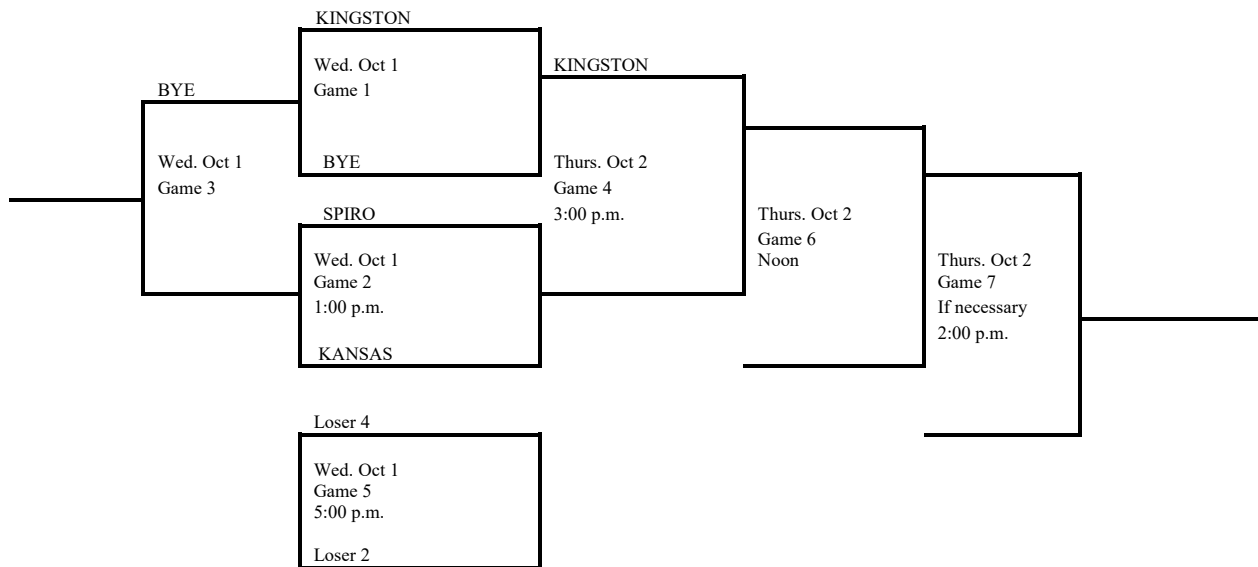 KINGSTON
Wed. Oct 1
Game 1
KINGSTON
BYE
Wed. Oct 1
Game 3
BYE
Thurs. Oct 2
Game 4
3:00 p.m.
SPIRO
Wed. Oct 1
Game 2
1:00 p.m.
KANSAS
Thurs. Oct 2
Game 6
Noon
Thurs. Oct 2
Game 7
If necessary
2:00 p.m.
Loser 4
Wed. Oct 1
Game 5
5:00 p.m.
Loser 2